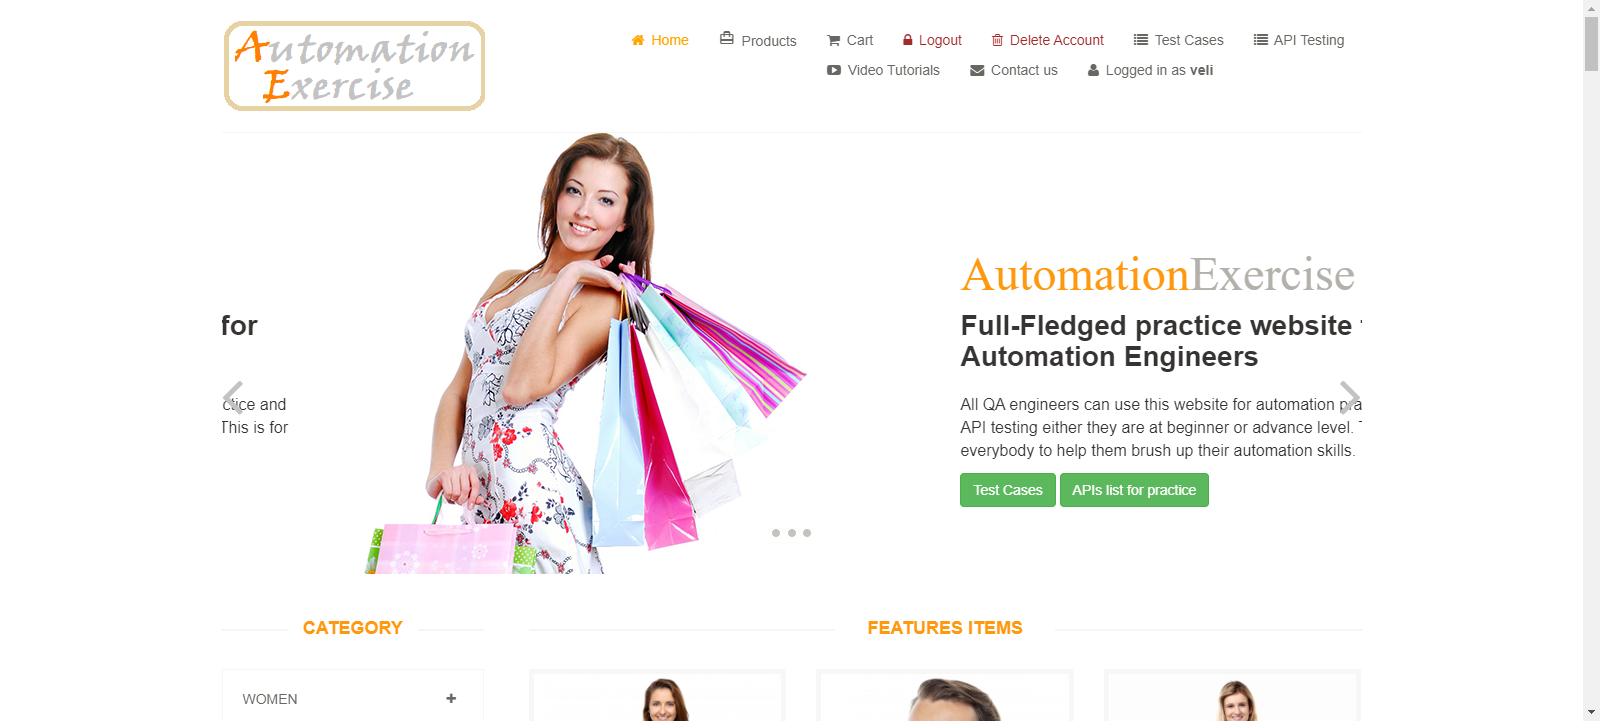 Automation
Exercise
Home Products Cart Logout Delete Account Test Cases API Testing
Video Tutorials Contact us Logged in as veli
AutomationExercise
for
Full-Fledged practice website
Automation Engineers
ctice and
All QA engineers can use this website for automation pra
This is for
API testing either they are at beginner or advance level. T
everybody to help them brush up their automation skills.
Test Cases APIs list for practice
CATEGORY
FEATURES ITEMS
WOMEN